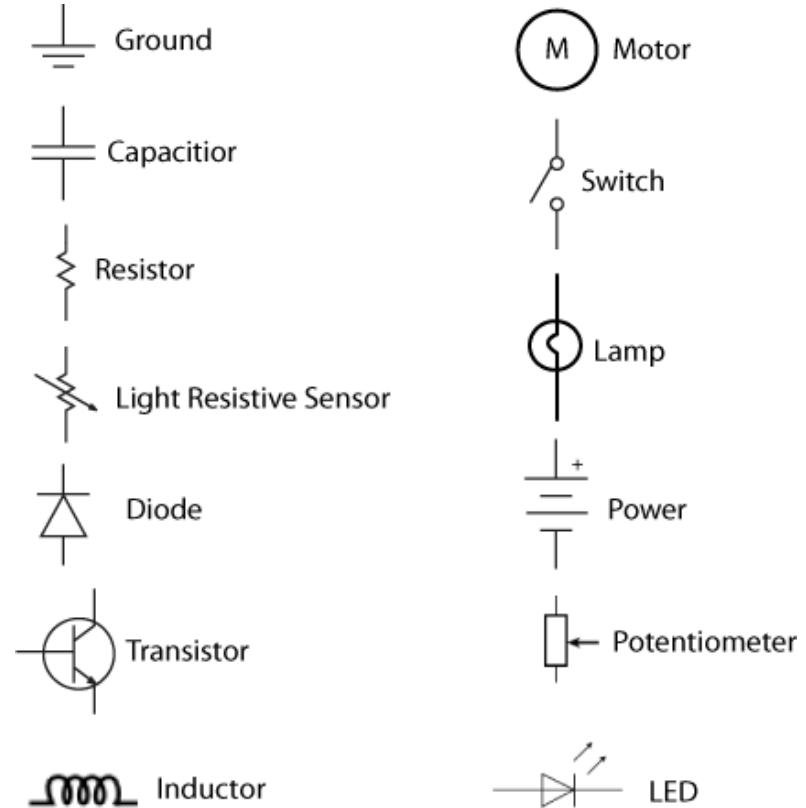 Ground
Capacitior
Resistor
Light Resistive Sensor
Diode
Transistor
Inductor
M
Motor
Switch
Lamp
+
Power
Potentiometer
LED